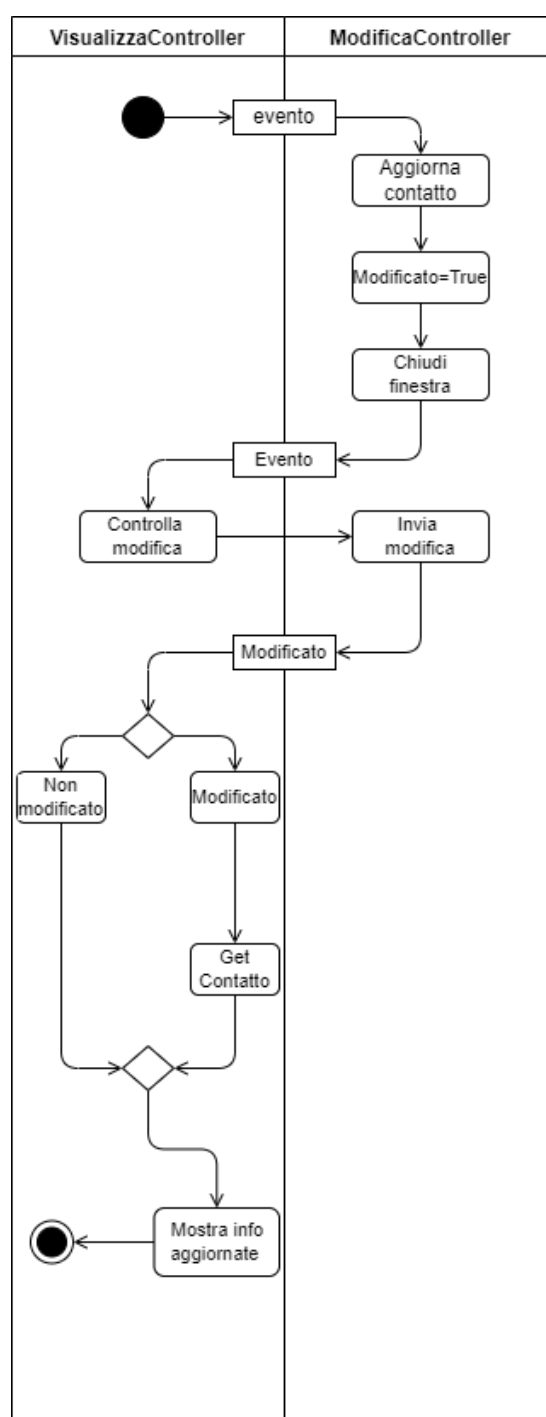 VisualizzaController
ModificaController
evento
Aggiorna
contatto
Modificato=True
Chiudi
finestra
Evento
Controlla
modifica
Invia
modifica
Modificato
Non
modificato
Modificato
Get
Contatto
Mostra info
aggiornate